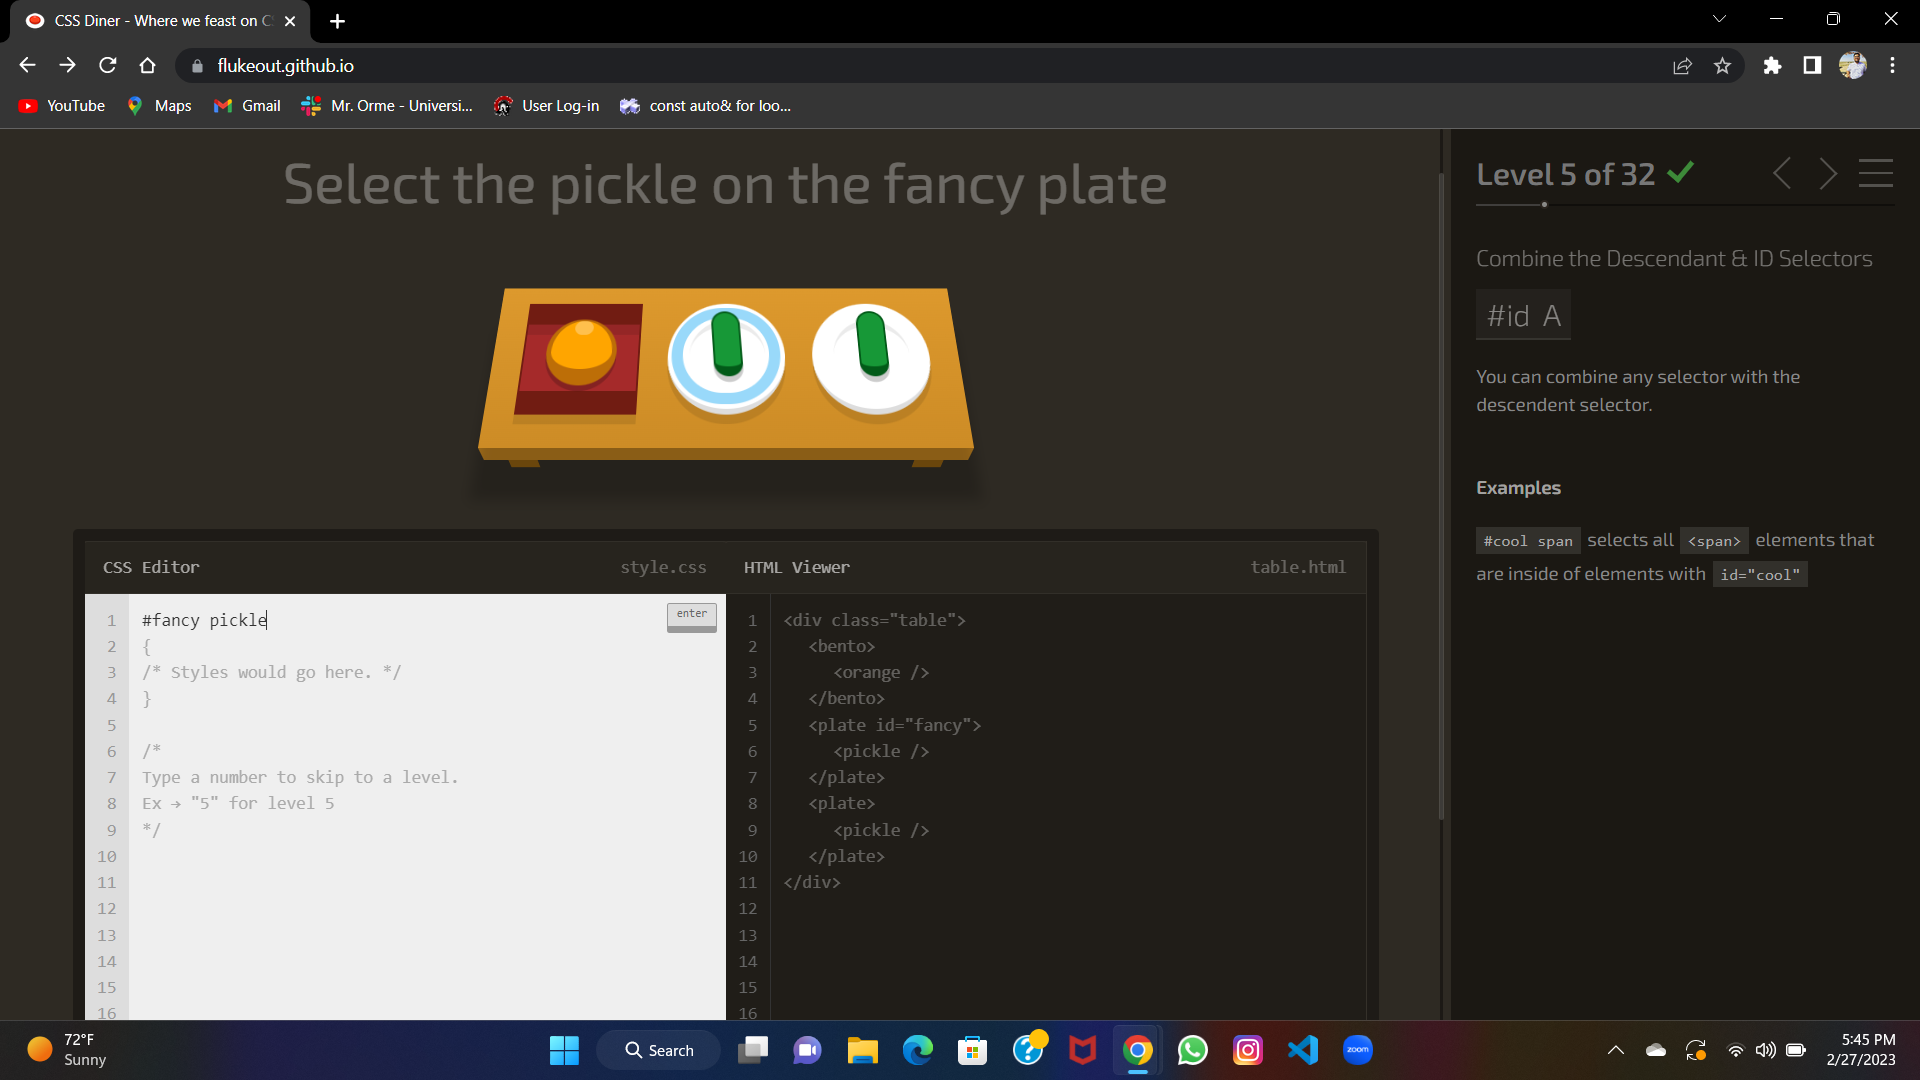 CSS Diner - Where we feast on C
flukeout.github.io
YouTube
Maps
Gmail
Mr. Orme - Universi...
User Log-in
const auto& for loo...
Select the pickle on the fancy plate
CSS Editor
style.css
1 #fancy pickle
enter
2 {
3 /* Styles would go here. */
4 }
5
6 /*
7 Type a number to skip to a level.
8 Ex → "5" for level 5
9 */
10
11
12
13
14
15
16
HTML Viewer
table.html
1 <div class="table">
2 <bento>
3 <orange />
4 </bento>
5 <plate id="fancy">
6 <pickle />
7 </plate>
8 <plate>
9 <pickle />
10 </plate>
11 </div>
12
13
14
15
16
Level 5 of 32
Combine the Descendant & ID Selectors
#id A
You can combine any selector with the
descendent selector.
Examples
#cool span selects all <span> elements that
are inside of elements with id="cool"
72°F
Sunny
Search
zoom
5:45 PM
2/27/2023